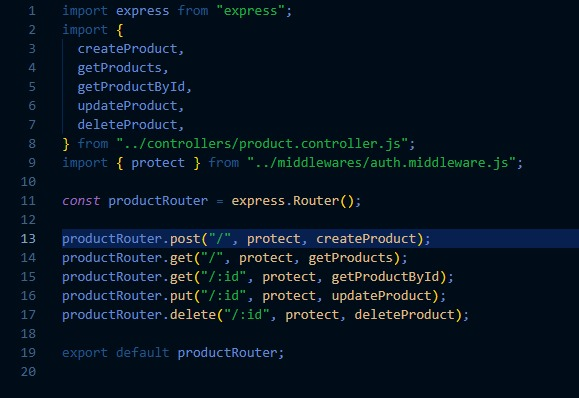 1 import express from "express";
2 import {
3 createProduct,
4 getProducts,
5 getProductById,
6 updateProduct,
7 deleteProduct,
8 } from "../controllers/product.controller.js";
9 import { protect } from "../middlewares/auth.middleware.js";
10
11 const productRouter = express.Router();
12
13 productRouter.post("/", protect, createProduct);
14 productRouter.get("/", protect, getProducts);
15 productRouter.get("/:id", protect, getProductById);
16 productRouter.put("/:id", protect, updateProduct);
17 productRouter.delete("/:id", protect, deleteProduct);
18
19 export default productRouter;
20